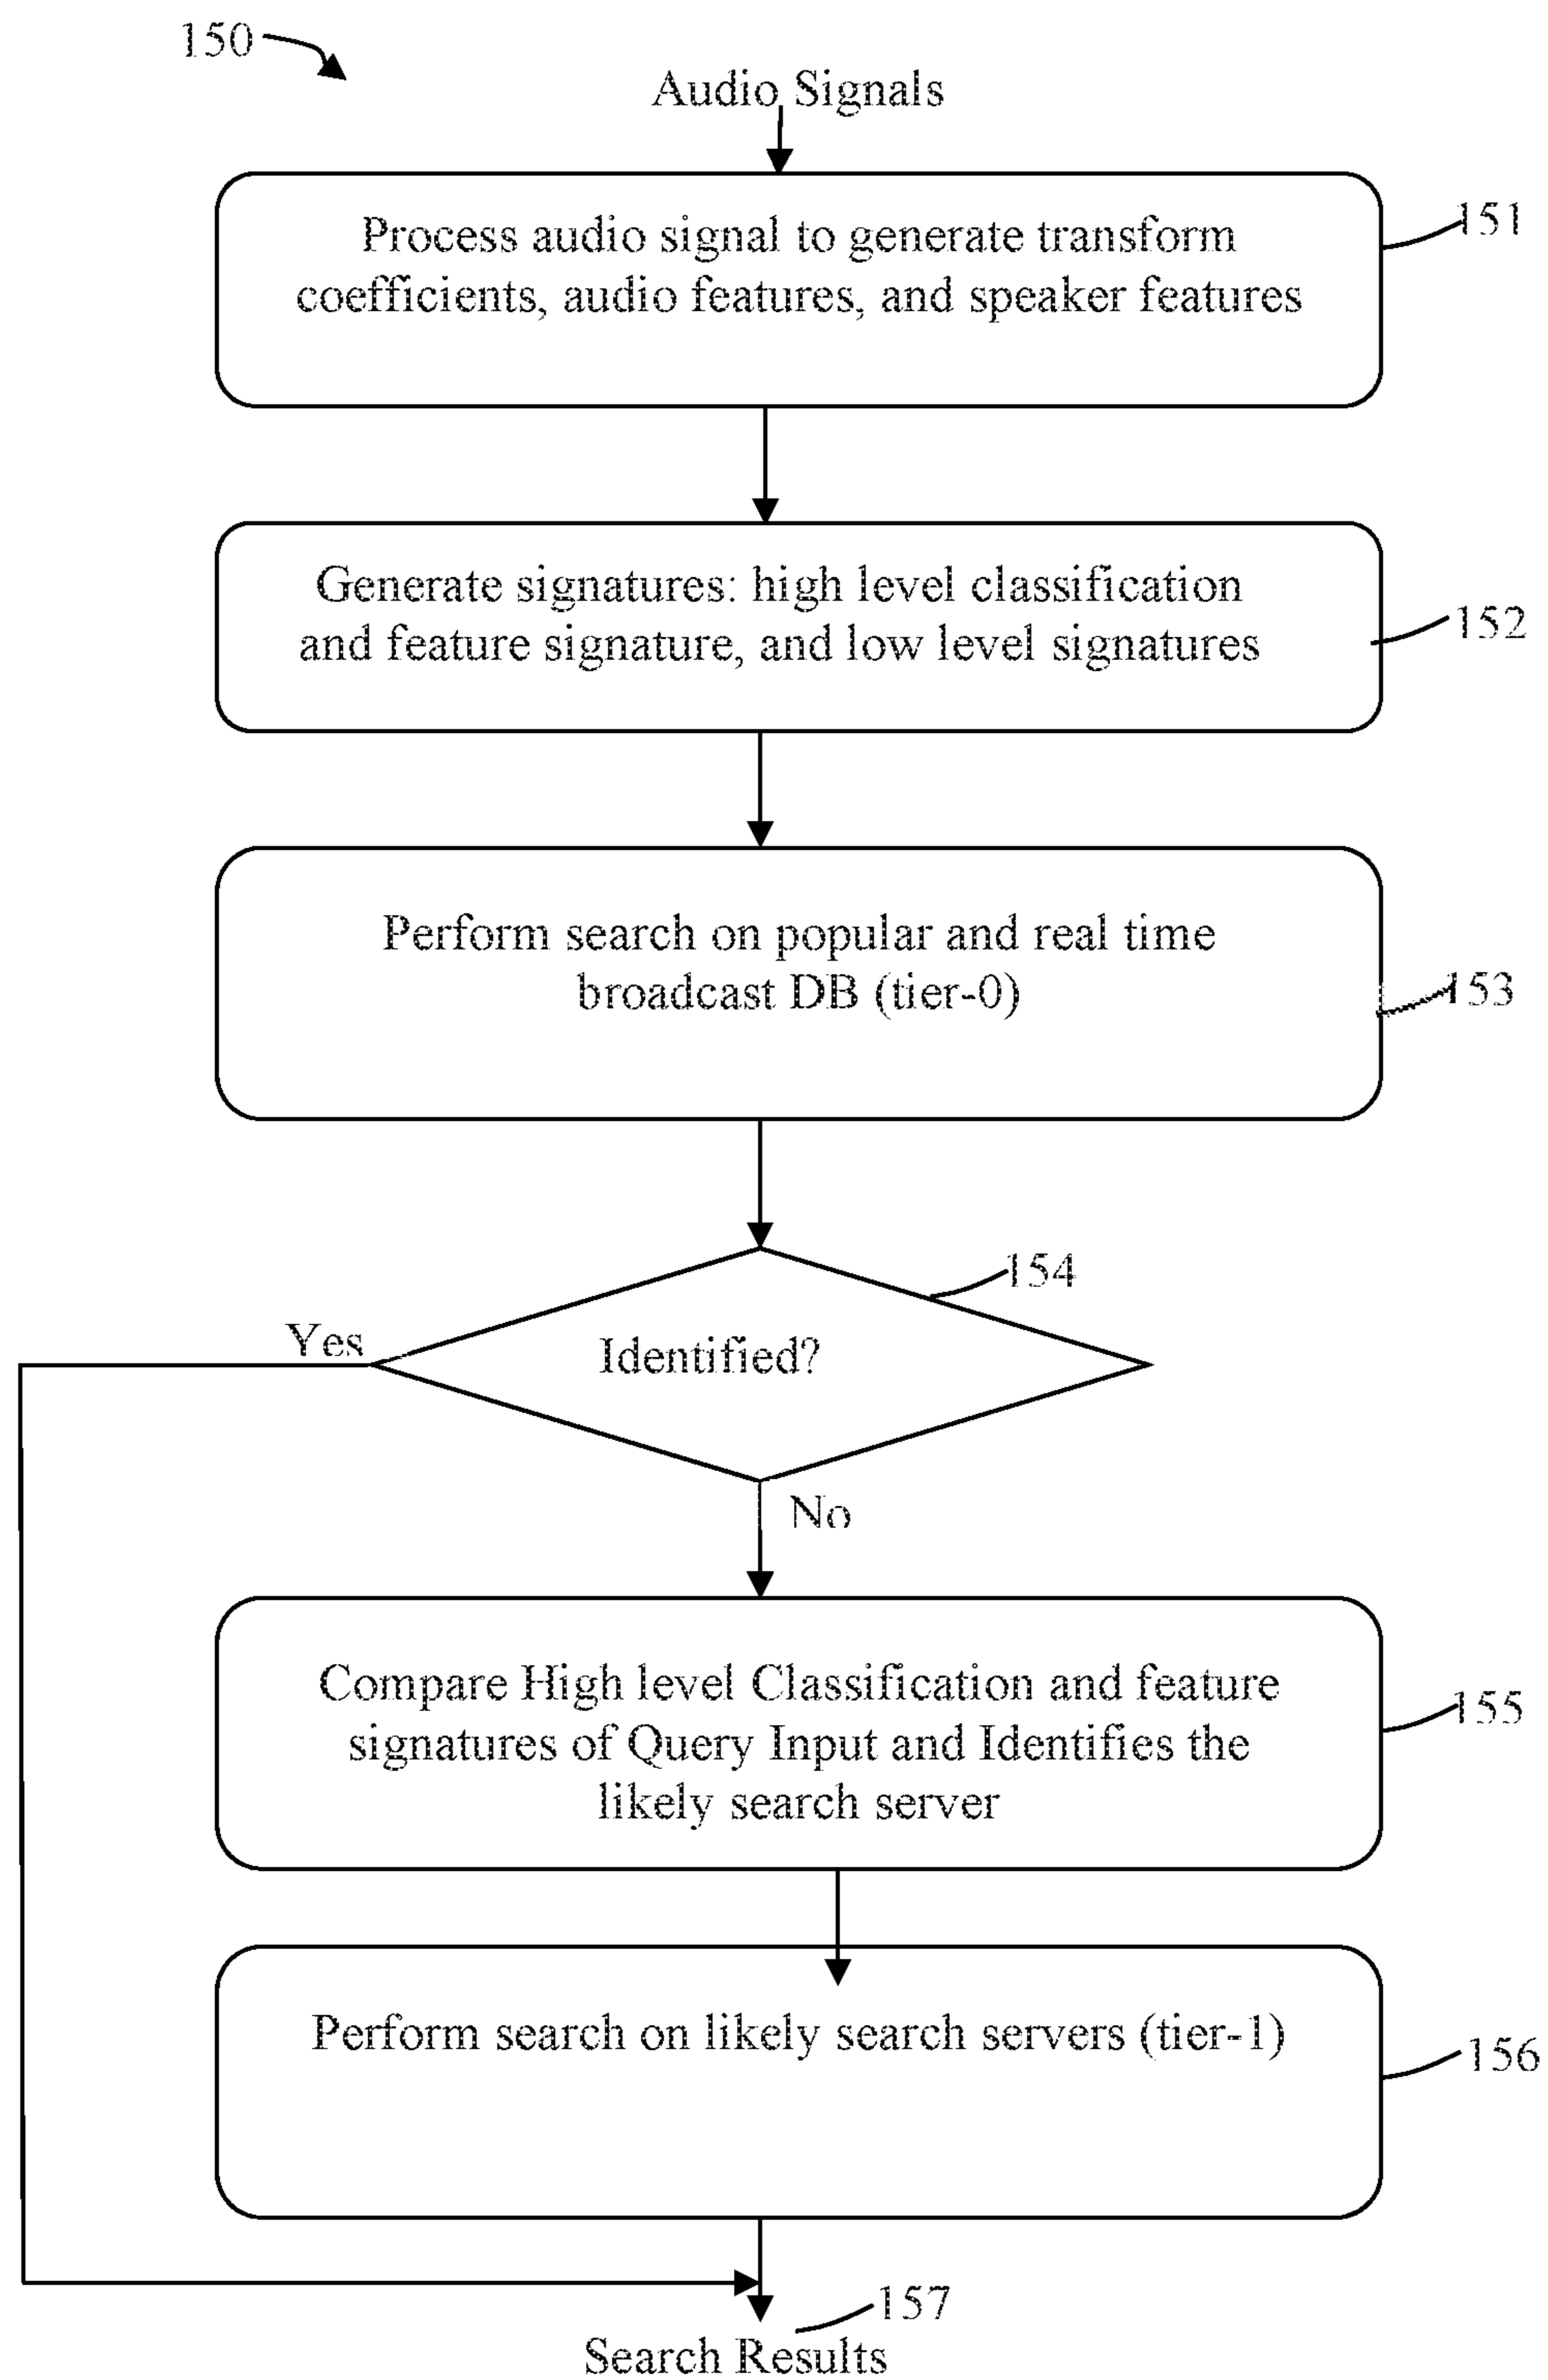 150
Audio Signals
Process audio signal to generate transform
coefficients, audio features, and speaker features
151
Generate signatures: high level classification
and feature signature, and low level signatures
152
Perform search on popular and real time
broadcast DB (tier-0)
153
154
Yes
Identified?
No
Compare High level Classification and feature
signatures of Query Input and Identifies the
likely search server
155
Perform search on likely search servers (tier-1)
156
157
Search Results